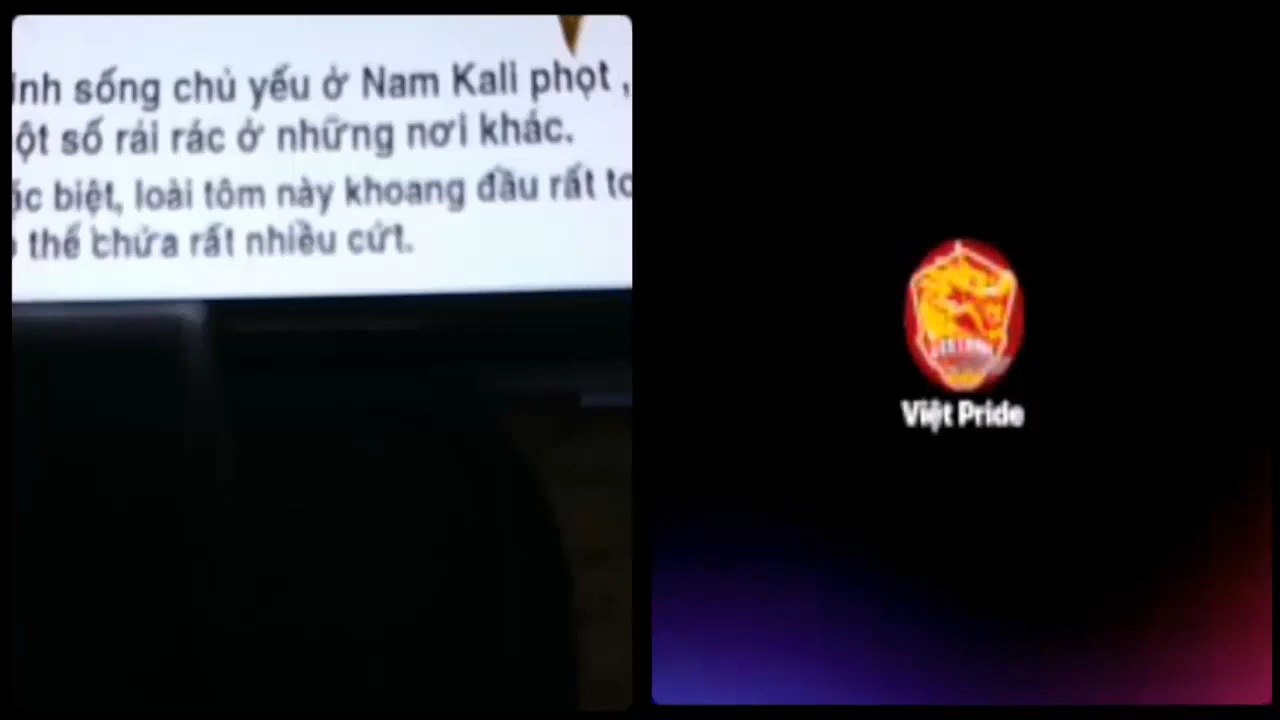 inh sống chủ yếu ở Nam Kali phọt ,
ột số rải rác ở những nơi khác.
ặc biệt, loài tôm này khoang đầu rất to
thể chứa rất nhiều cứt.
Việt Pride